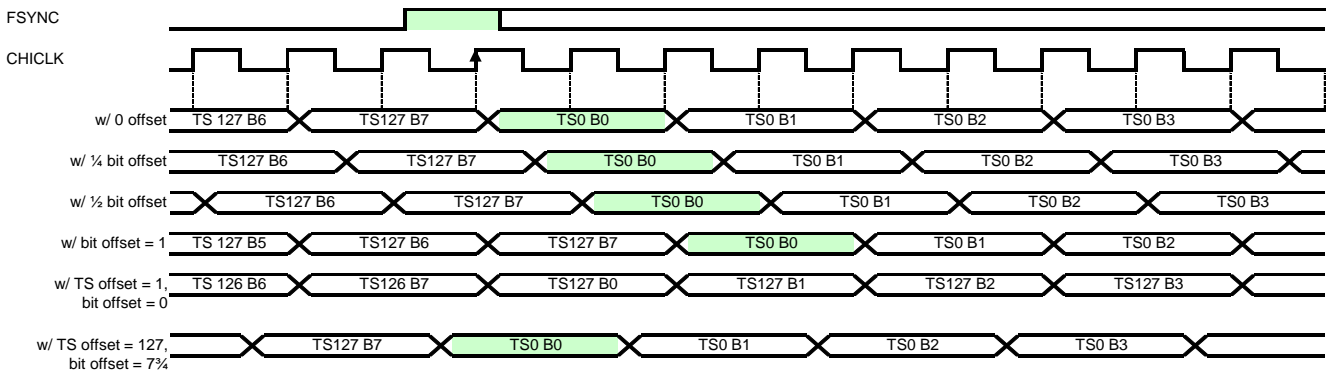 FSYNC
CHICLK
w/ 0 offset TS 127 B6 TS127 B7 TS0 B0 TS0 B1 TS0 B2 TS0 B3
w/ ¼ bit offset TS127 B6 TS127 B7 TS0 B0 TS0 B1 TS0 B2 TS0 B3
w/ ½ bit offset TS127 B6 TS127 B7 TS0 B0 TS0 B1 TS0 B2 TS0 B3
w/ bit offset = 1 TS 127 B5 TS127 B6 TS127 B7 TS0 B0 TS0 B1 TS0 B2
w/ TS offset = 1, TS 126 B6 TS126 B7 TS127 B0 TS127 B1 TS127 B2 TS127 B3
bit offset = 0
w/ TS offset = 127, TS127 B7 TS0 B0 TS0 B1 TS0 B2 TS0 B3
bit offset = 7¾